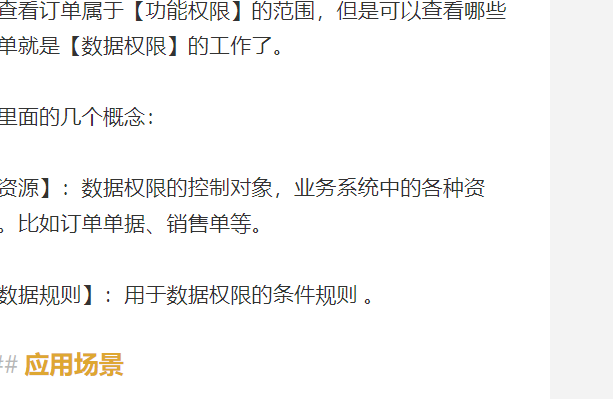 查看订单属于【功能权限】的范围，但是可以查看哪些
单就是【数据权限】的工作了。
里面的几个概念：
资源】：数据权限的控制对象，业务系统中的各种资
。比如订单单据、销售单等。
数据规则】：用于数据权限的条件规则 。
## 应用场景